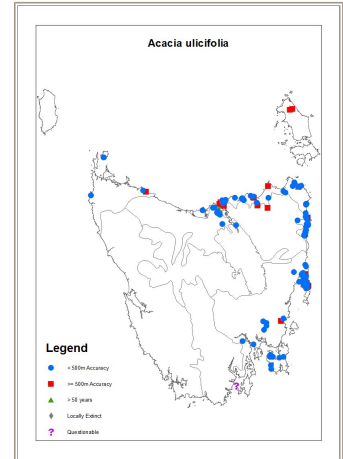 Acacia ulicifolia
Legend
< 500m Accuracy
>= 500m Accuracy
> 50 years
Locally Extinct
? Questionable
?